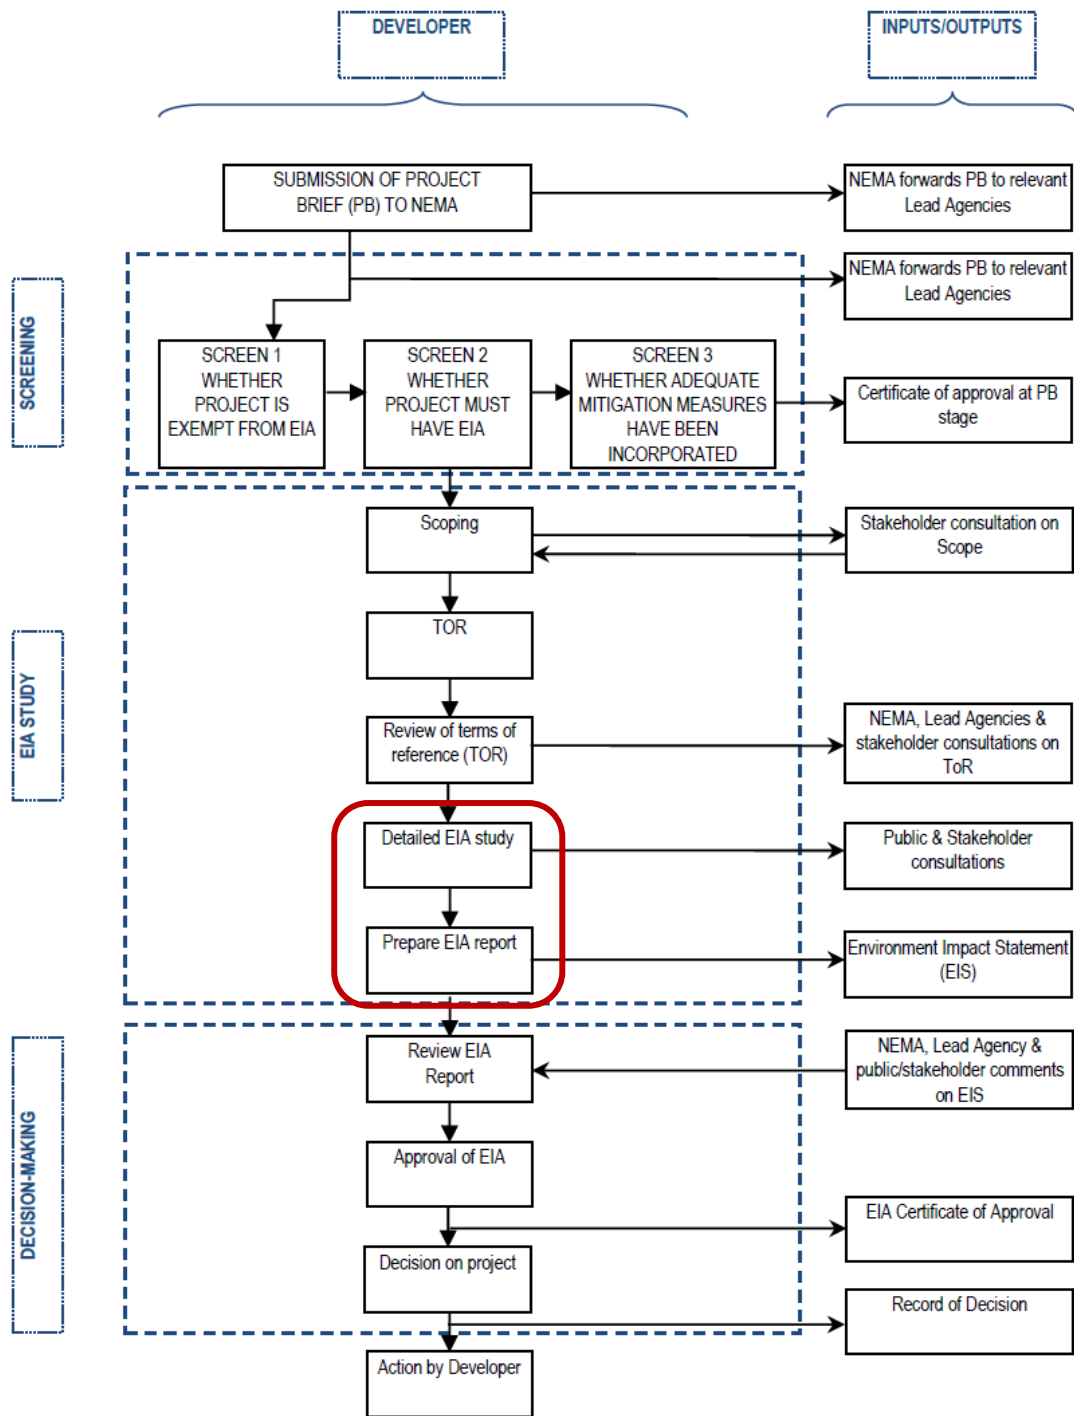 DEVELOPER
INPUTS/OUTPUTS
SUBMISSION OF PROJECT
BRIEF (PB) TO NEMA
NEMA forwards PB to relevant
Lead Agencies
SCREENING
NEMA forwards PB to relevant
Lead Agencies
SCREEN 1
WHETHER
PROJECT IS
EXEMPT FROM EIA
SCREEN 2
WHETHER
PROJECT MUST
HAVE EIA
SCREEN 3
WHETHER ADEQUATE
MITIGATION MEASURES
HAVE BEEN
INCORPORATED
Certificate of approval at PB
stage
EIA STUDY
Scoping
Stakeholder consultation on
Scope
TOR
Review of terms of
reference (TOR)
NEMA, Lead Agencies &
stakeholder consultations on
ToR
Detailed EIA study
Public & Stakeholder
consultations
Prepare EIA report
Environment Impact Statement
(EIS)
DECISION-MAKING
Review EIA
Report
NEMA, Lead Agency &
public/stakeholder comments
on EIS
Approval of EIA
EIA Certificate of Approval
Decision on project
Record of Decision
Action by Developer